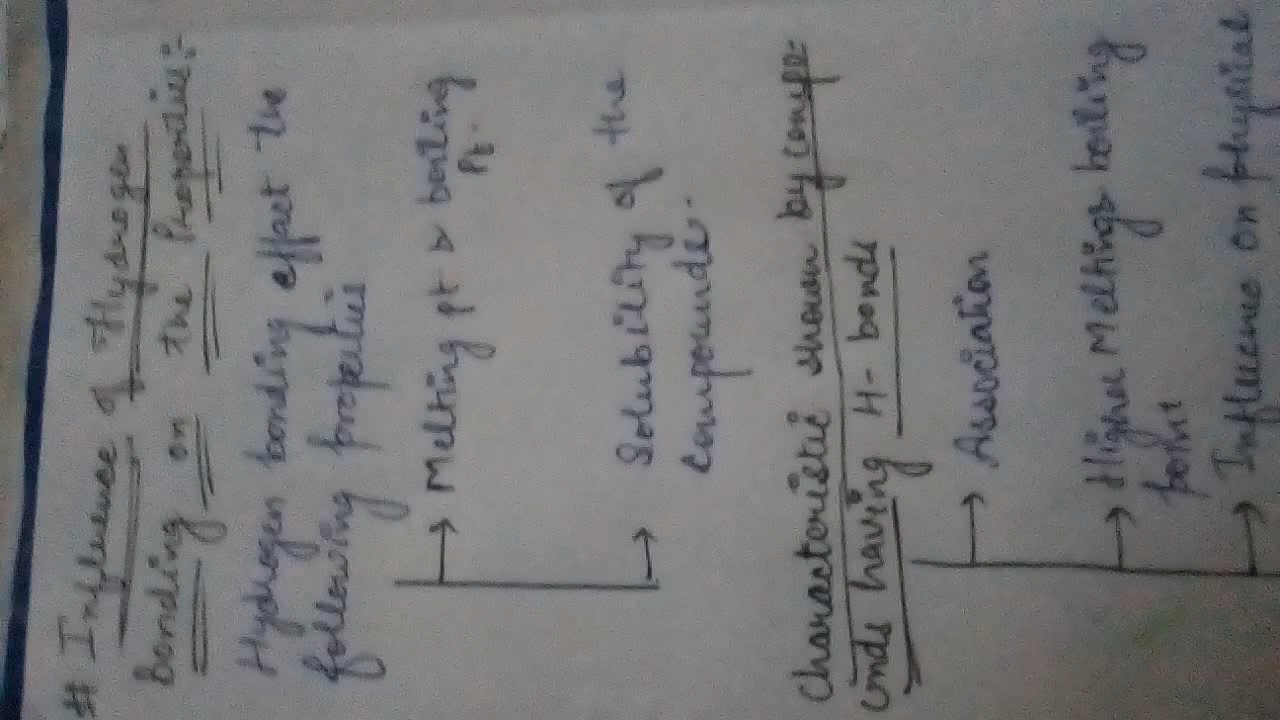 # Influence of Hydrogen
Bonding on the Properties:-
Hydrogen bonding effect the
following properties
→ Melting pt & boiling
pt.
→ Solubility of the
compounds.
Characteristic shown by compo-
unds having H-bonds
→ Association
→ Higher Melting & boiling
point
→ Influence on physical